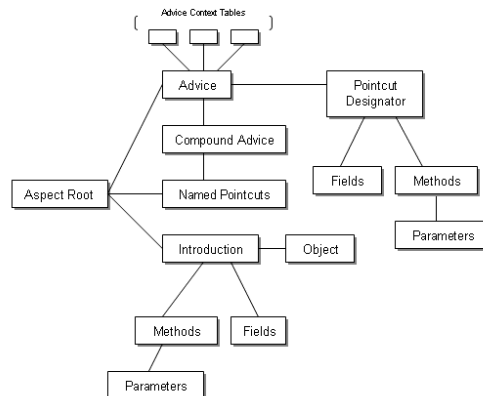 Advice Context Tables
Advice
Pointcut
Designator
Compound Advice
Fields
Methods
Aspect Root
Named Pointcuts
Parameters
Introduction
Object
Methods
Fields
Parameters